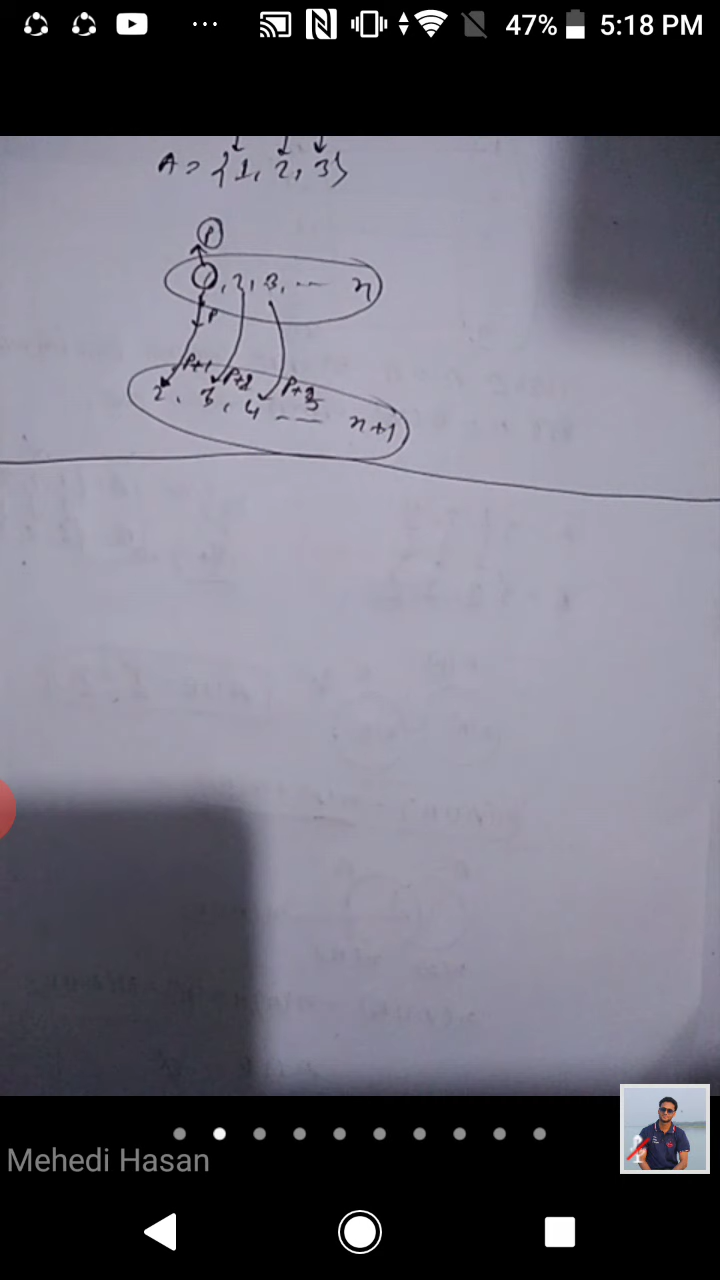 47% 5:18 PM
A = {1, 2, 3}
P
1, 2, 3, ... n
P
P+1 P+2 P+3
2, 3, 4 ... n+1
Mehedi Hasan